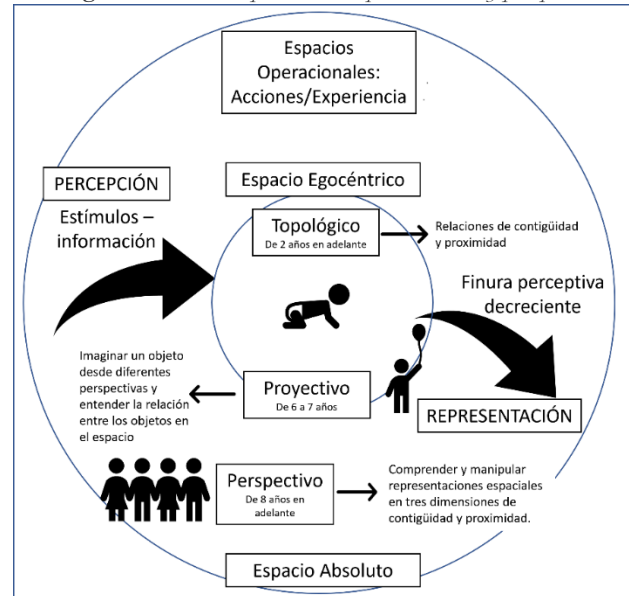 Espacios
Operacionales:
Acciones/Experiencia
PERCEPCIÓN
Estímulos –
información
Espacio Egocéntrico
Topológico
De 2 años en adelante
Relaciones de contigüidad
y proximidad
Finura perceptiva
decreciente
Imaginar un objeto
desde diferentes
perspectivas y
entender la relación
entre los objetos en
el espacio
Proyectivo
De 6 a 7 años
REPRESENTACIÓN
Perspectivo
De 8 años en
adelante
Comprender y manipular
representaciones espaciales
en tres dimensiones de
contigüidad y proximidad.
Espacio Absoluto